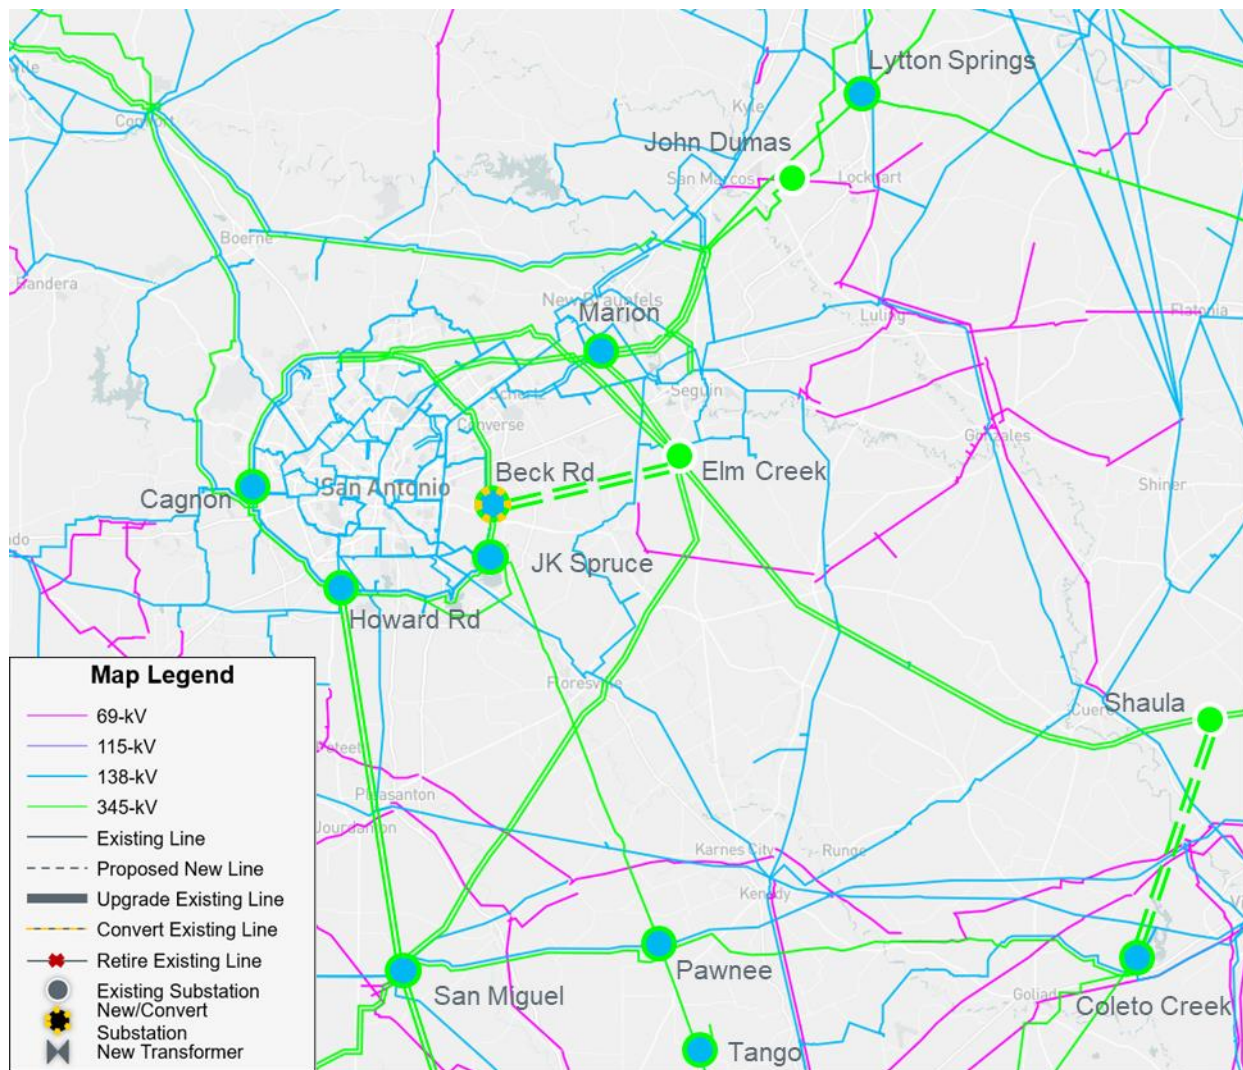 Lytton Springs
Kyle
John Dumas
San Marcos
Lockhart
Comfort
Boerne
Bandera
New Braunfels
Marion
Luling
Flatonia
Schertz
Seguin
Converse
Gonzales
Beck Rd
Elm Creek
San Antonio
Cagnon
Shiner
JK Spruce
Howard Rd
Floresville
Shaula
Cuero
Map Legend
69-kV
115-kV
138-kV
345-kV
Existing Line
Proposed New Line
Upgrade Existing Line
Convert Existing Line
Retire Existing Line
Existing Substation
New/Convert
Substation
New Transformer
Pleasanton
Jourdanton
Karnes City
Runge
Kenedy
Pawnee
San Miguel
Goliad
Coleto Creek
Tango